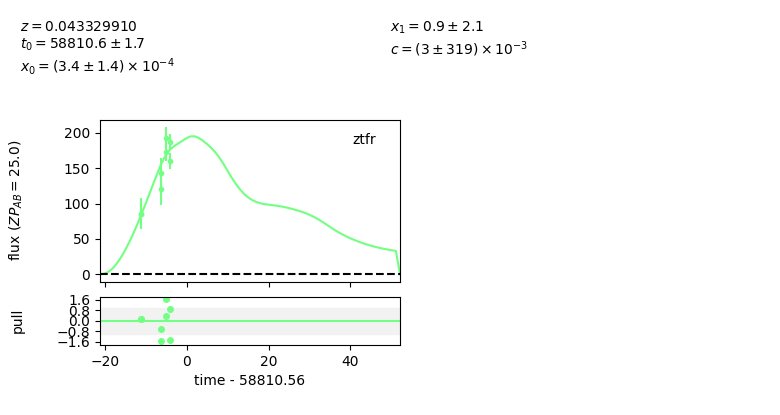 z = 0.043329910
t₀ = 58810.6 ± 1.7
x₀ = (3.4 ± 1.4) × 10⁻⁴
x₁ = 0.9 ± 2.1
c = (3 ± 319) × 10⁻³
ztfr
flux (ZP_AB = 25.0)
200
150
100
50
0
pull
1.6
0.8
0.0
−0.8
−1.6
−20 0 20 40
time - 58810.56